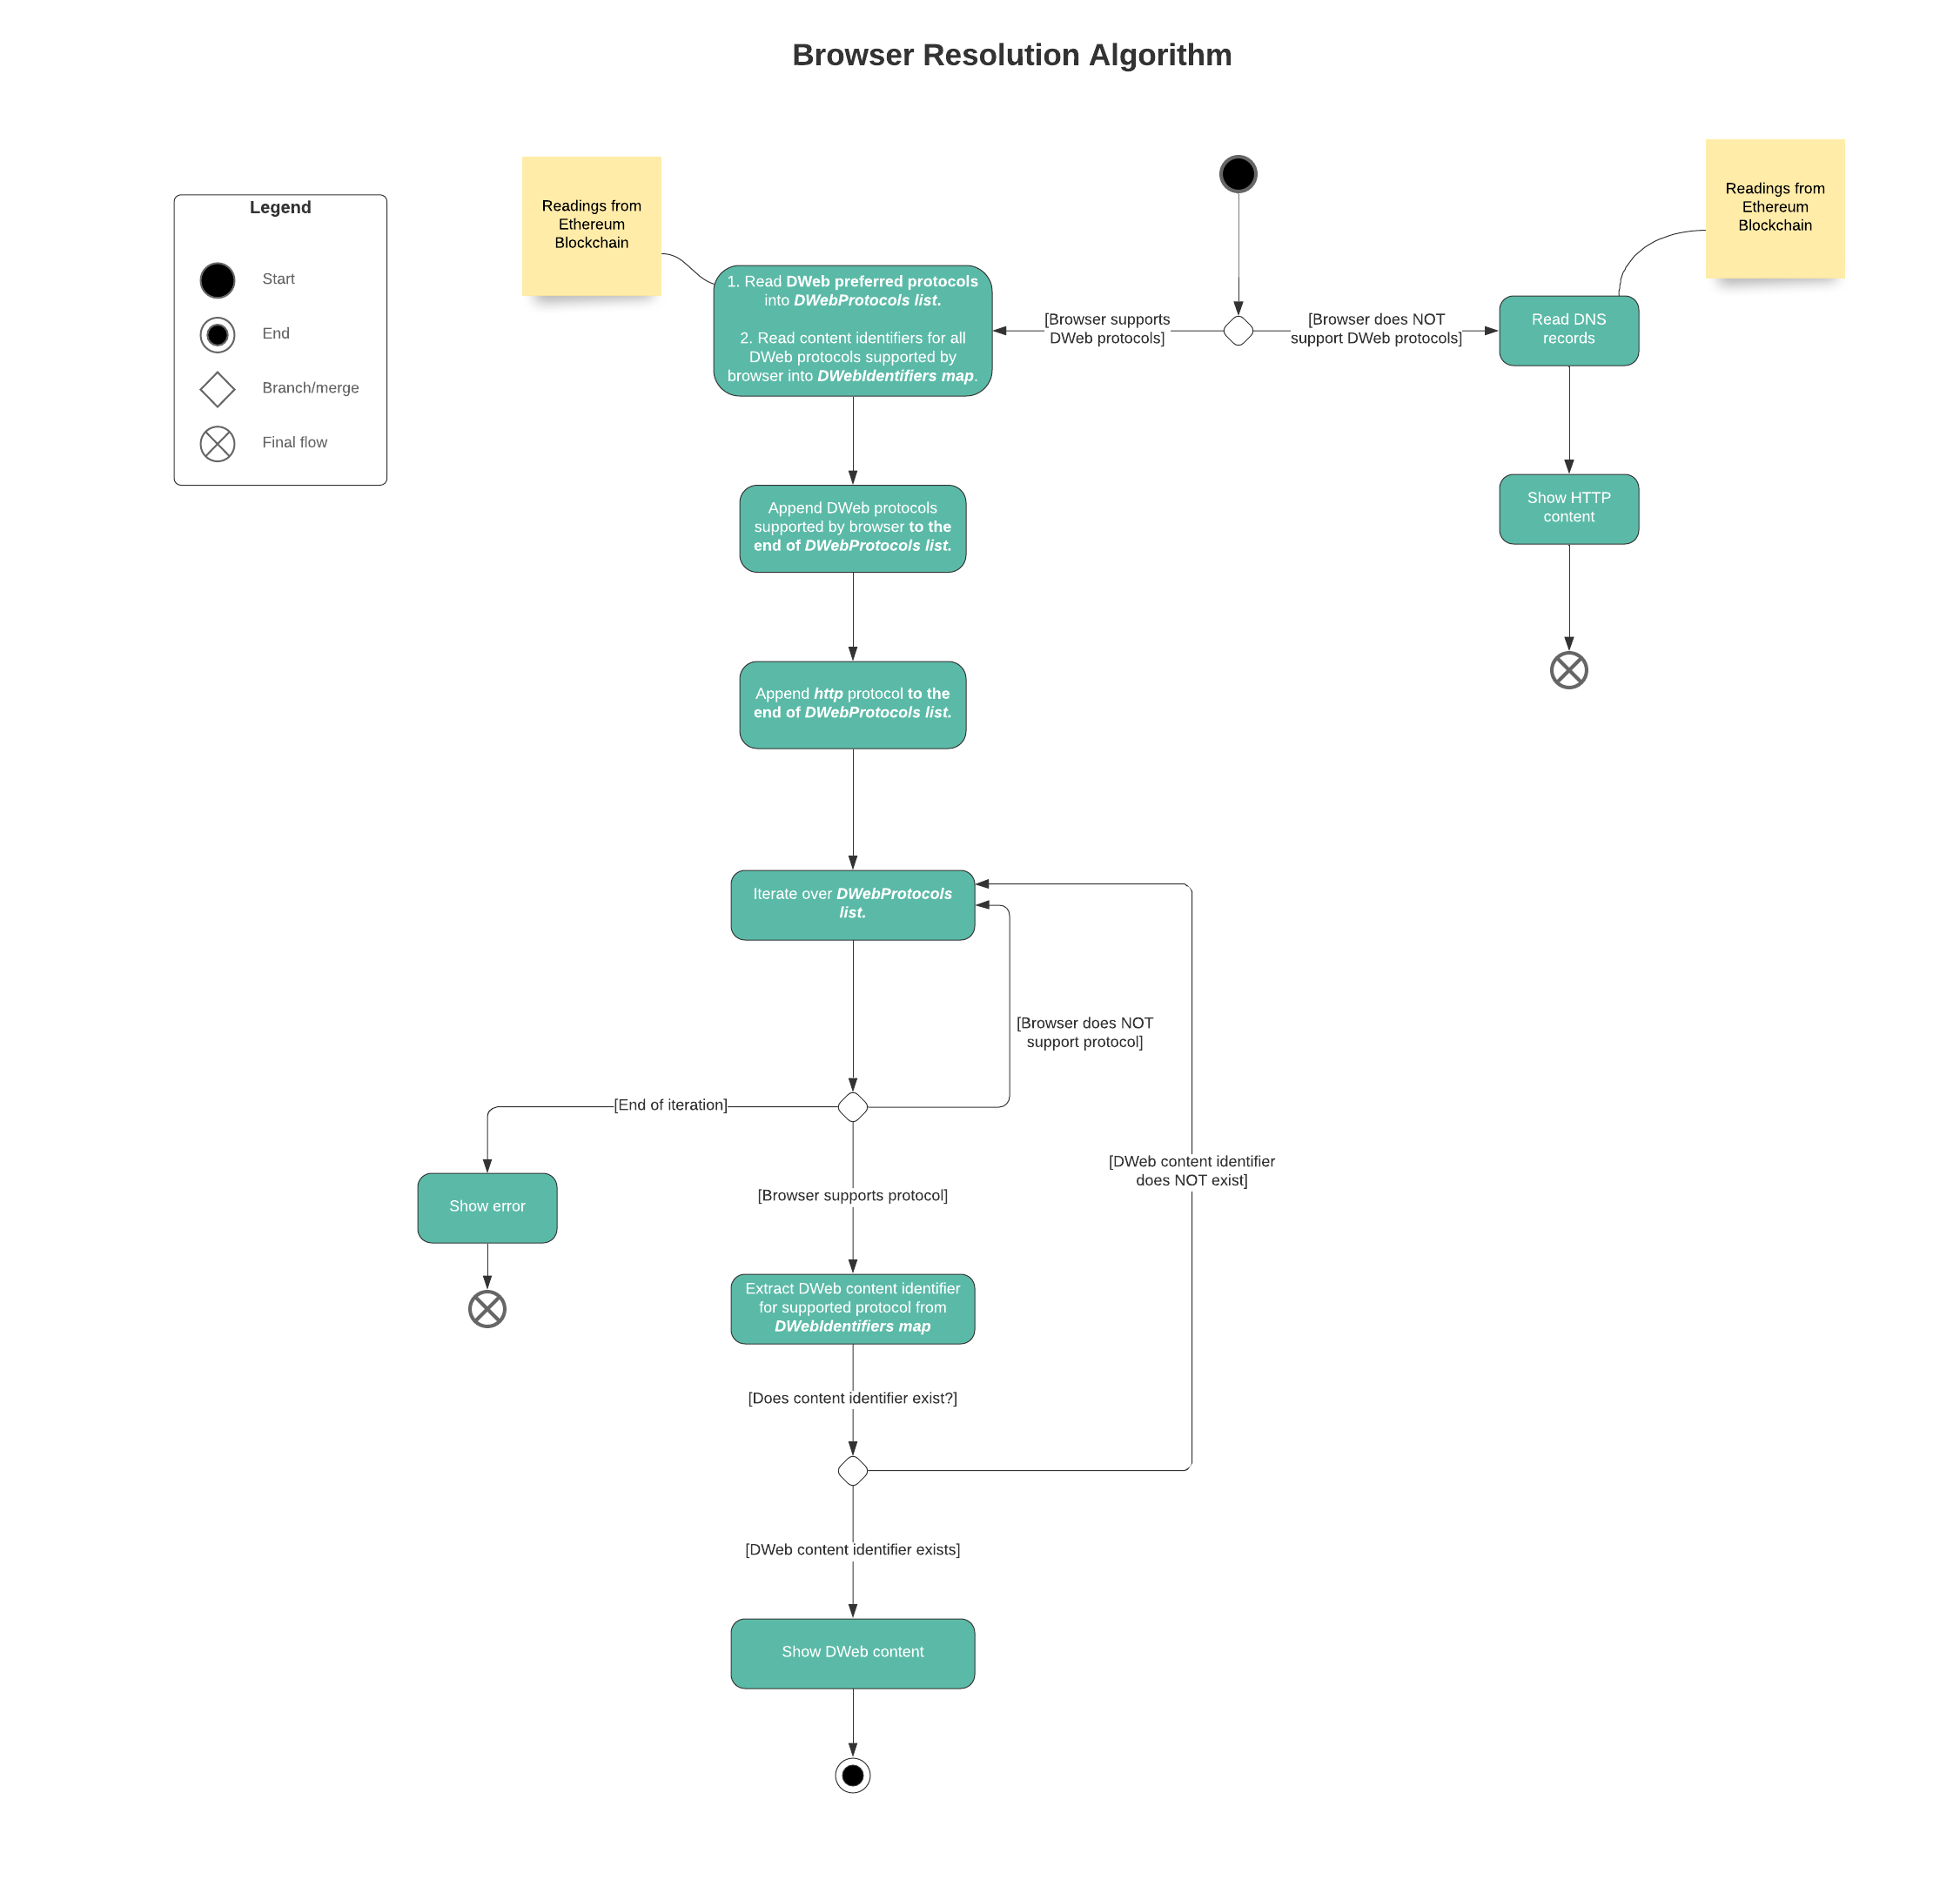 Browser Resolution Algorithm
Legend
Start
End
Branch/merge
Final flow
Readings from
Ethereum
Blockchain
Readings from
Ethereum
Blockchain
1. Read DWeb preferred protocols
into DWebProtocols list.
2. Read content identifiers for all
DWeb protocols supported by
browser into DWebIdentifiers map.
[Browser supports
DWeb protocols]
[Browser does NOT
support DWeb protocols]
Read DNS
records
Append DWeb protocols
supported by browser to the
end of DWebProtocols list.
Show HTTP
content
Append http protocol to the
end of DWebProtocols list.
Iterate over DWebProtocols
list.
[Browser does NOT
support protocol]
[End of iteration]
[DWeb content identifier
does NOT exist]
Show error
[Browser supports protocol]
Extract DWeb content identifier
for supported protocol from
DWebIdentifiers map
[Does content identifier exist?]
[DWeb content identifier exists]
Show DWeb content